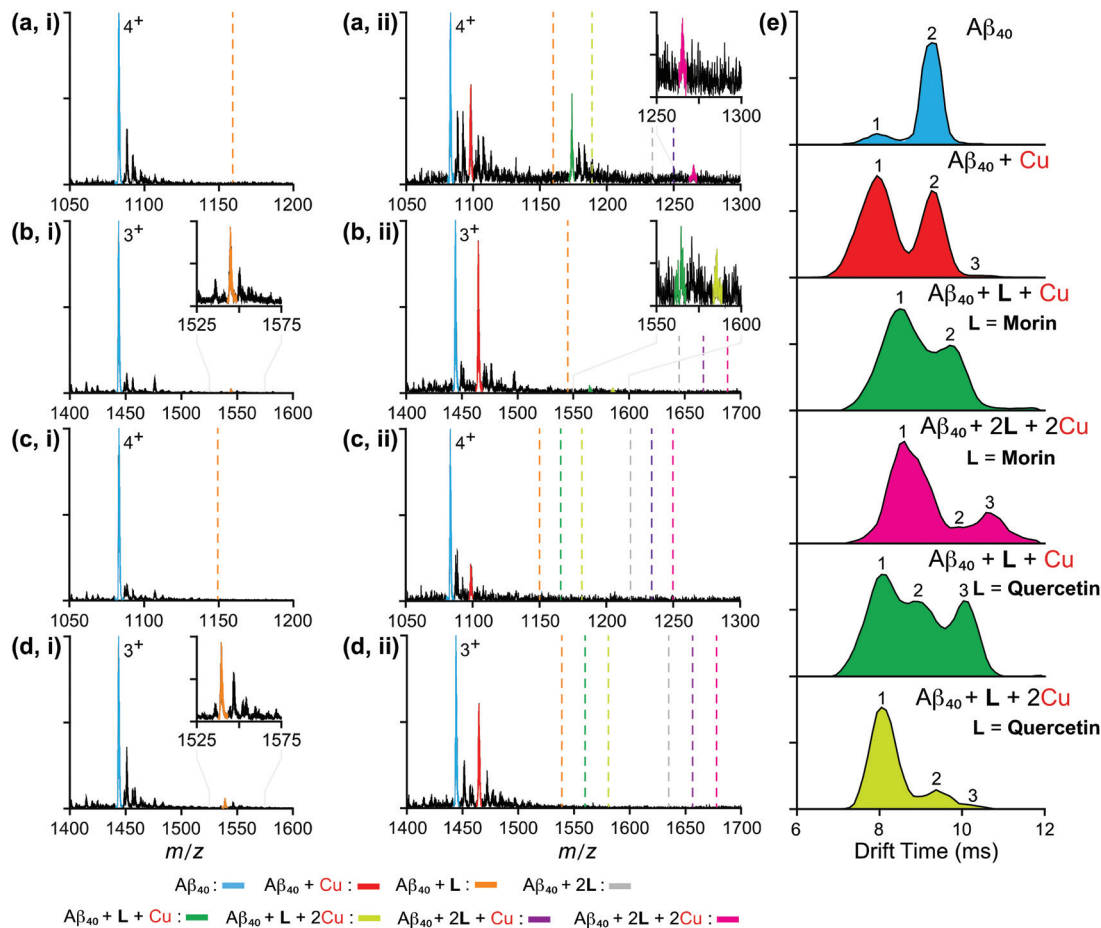 (a, i)
4+
1050 1100 1150 1200
(a, ii)
4+
1250 1300
1050 1100 1150 1200 1250 1300
(b, i)
3+
1525 1575
1400 1450 1500 1550 1600
(b, ii)
3+
1550 1600
1400 1450 1500 1550 1600 1650 1700
(c, i)
4+
1050 1100 1150 1200
(c, ii)
4+
1050 1100 1150 1200 1250 1300
(d, i)
3+
1525 1575
1400 1450 1500 1550 1600
m/z
(d, ii)
3+
1400 1450 1500 1550 1600 1650 1700
m/z
(e)
Aβ40
1 2
Aβ40 + Cu
1 2 3
Aβ40 + L + Cu
L = Morin
1 2
Aβ40 + 2L + 2Cu
L = Morin
1 2 3
Aβ40 + L + Cu
L = Quercetin
1 2 3
Aβ40 + L + 2Cu
L = Quercetin
1 2 3
6 8 10 12
Drift Time (ms)
Aβ40 : Aβ40 + Cu : Aβ40 + L : Aβ40 + 2L :
Aβ40 + L + Cu : Aβ40 + L + 2Cu : Aβ40 + 2L + Cu : Aβ40 + 2L + 2Cu :